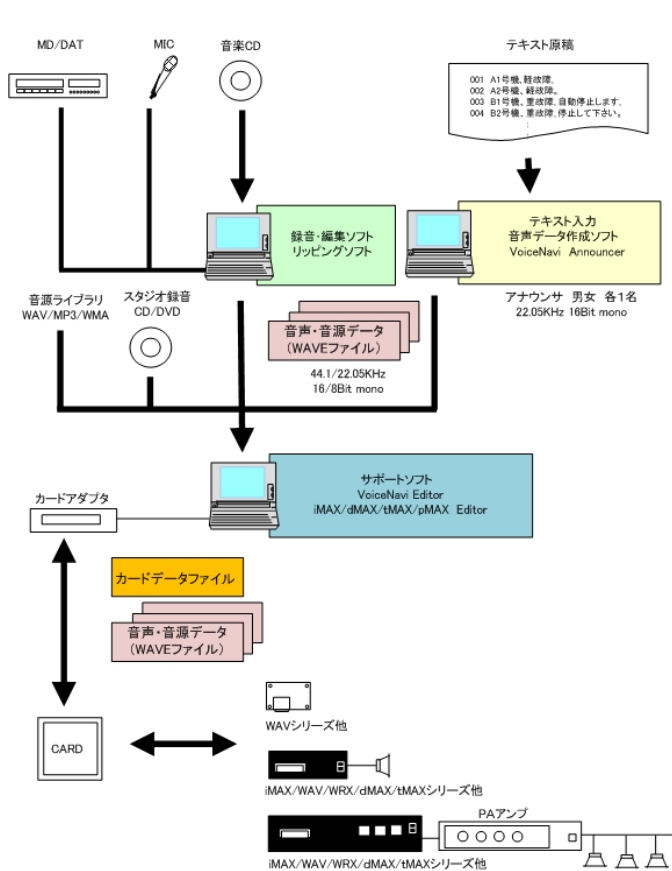 MD/DAT
MIC
音楽CD
テキスト原稿
001 A1号機、軽故障。
002 A2号機、軽故障。
003 B1号機、重故障、自動停止します。
004 B2号機、重故障、停止して下さい。
:
録音・編集ソフト
リッピングソフト
テキスト入力
音声データ作成ソフト
VoiceNavi Announcer
アナウンサ 男女 各1名
22.05KHz 16Bit mono
音源ライブラリ
WAV/MP3/WMA
スタジオ録音
CD/DVD
音声・音源データ
(WAVEファイル)
44.1/22.05KHz
16/8Bit mono
サポートソフト
VoiceNavi Editor
iMAX/dMAX/tMAX/pMAX Editor
カードアダプタ
カードデータファイル
音声・音源データ
(WAVEファイル)
CARD
WAVシリーズ他
iMAX/WAV/WRX/dMAX/tMAXシリーズ他
PAアンプ
iMAX/WAV/WRX/dMAX/tMAXシリーズ他